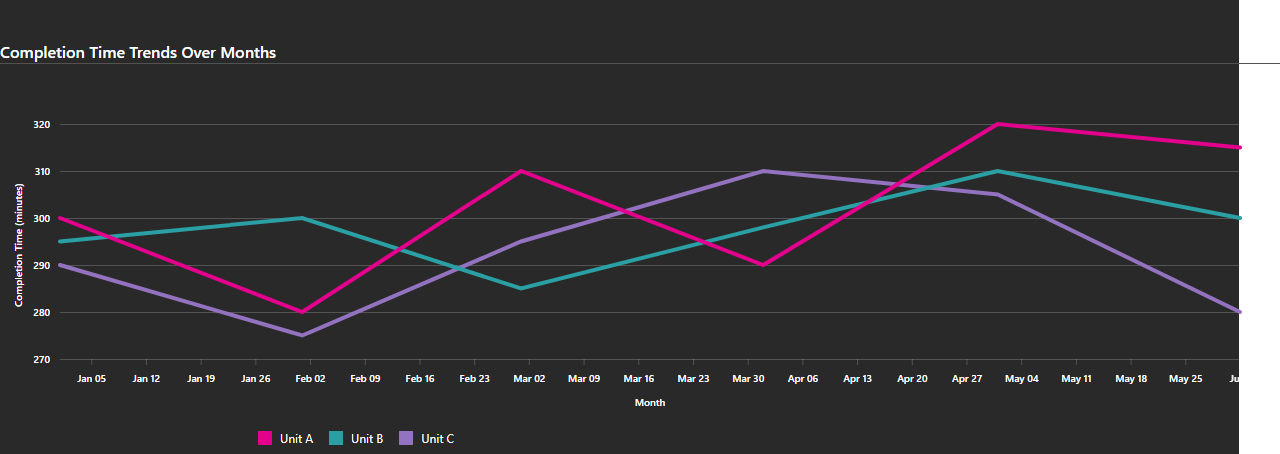 Completion Time Trends Over Months
320
310
300
290
280
270
Completion Time (minutes)
Jan 05 Jan 12 Jan 19 Jan 26 Feb 02 Feb 09 Feb 16 Feb 23 Mar 02 Mar 09 Mar 16 Mar 23 Mar 30 Apr 06 Apr 13 Apr 20 Apr 27 May 04 May 11 May 18 May 25 Ju
Month
Unit A Unit B Unit C